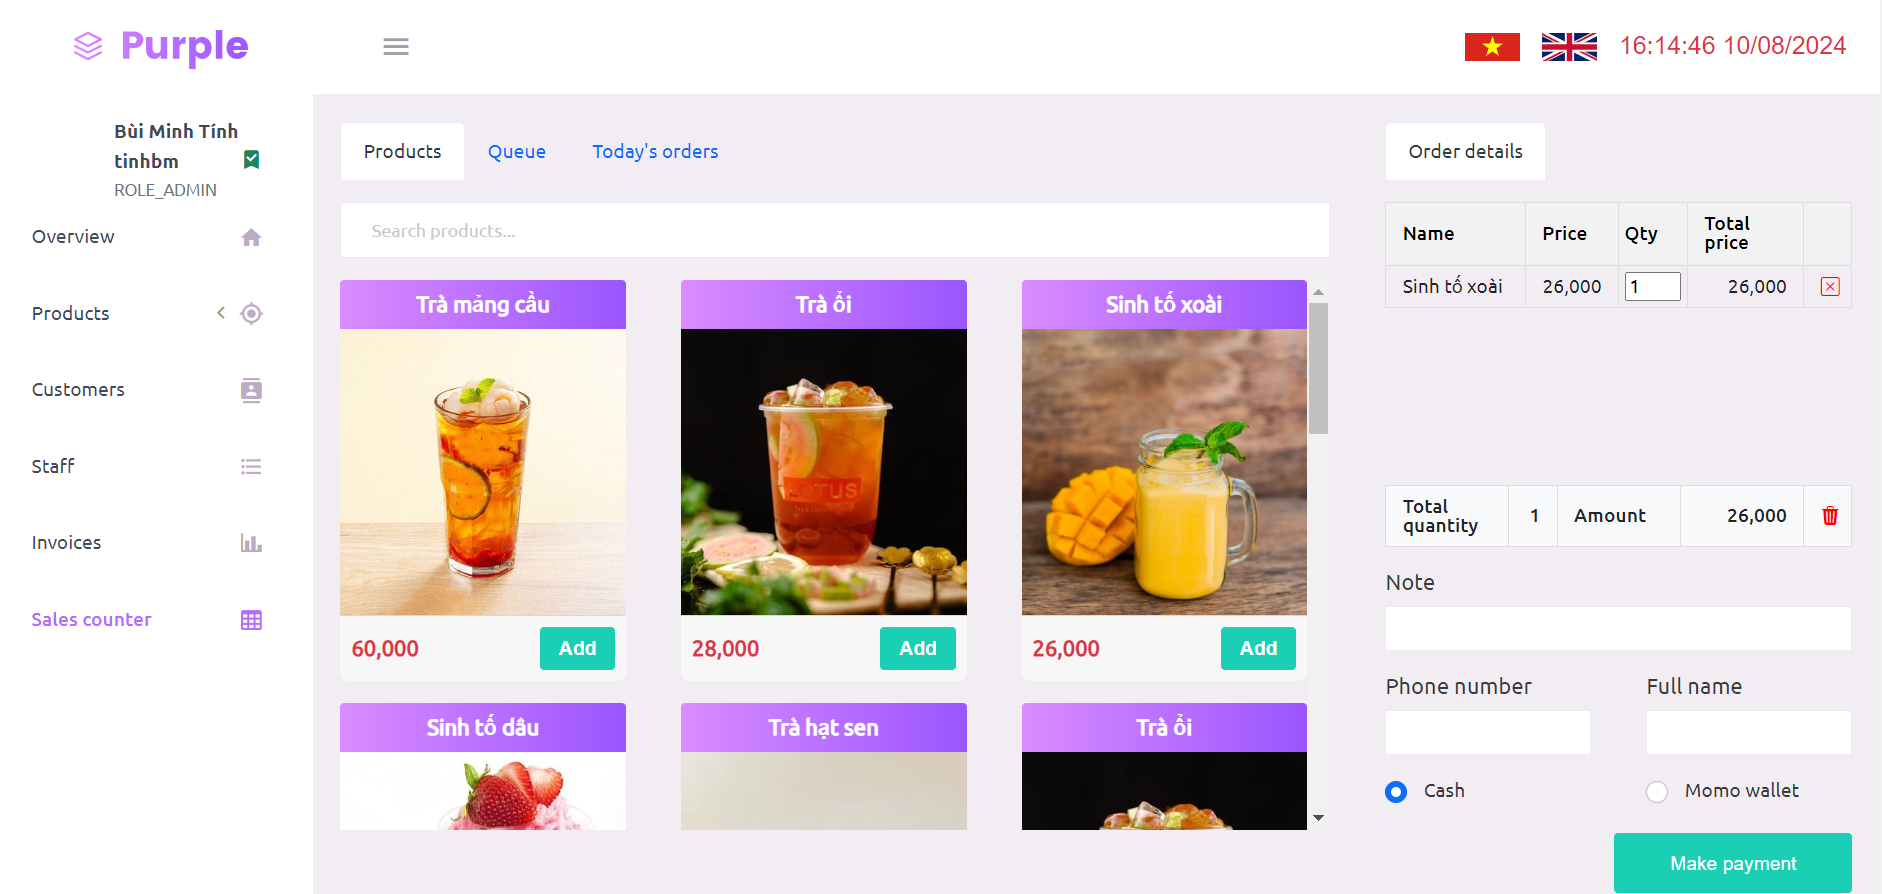 Purple
16:14:46 10/08/2024
Bùi Minh Tính
tinhbm
ROLE_ADMIN
Overview
Products
Customers
Staff
Invoices
Sales counter
Products
Queue
Today's orders
Search products...
Trà mảng cầu
60,000
Add
Trà ổi
LOTUS
28,000
Add
Sinh tố xoài
26,000
Add
Sinh tố dâu
Trà hạt sen
Trà ổi
Order details
Name Price Qty Total price
Sinh tố xoài 26,000 1 26,000
Total quantity 1 Amount 26,000
Note
Phone number
Full name
Cash
Momo wallet
Make payment